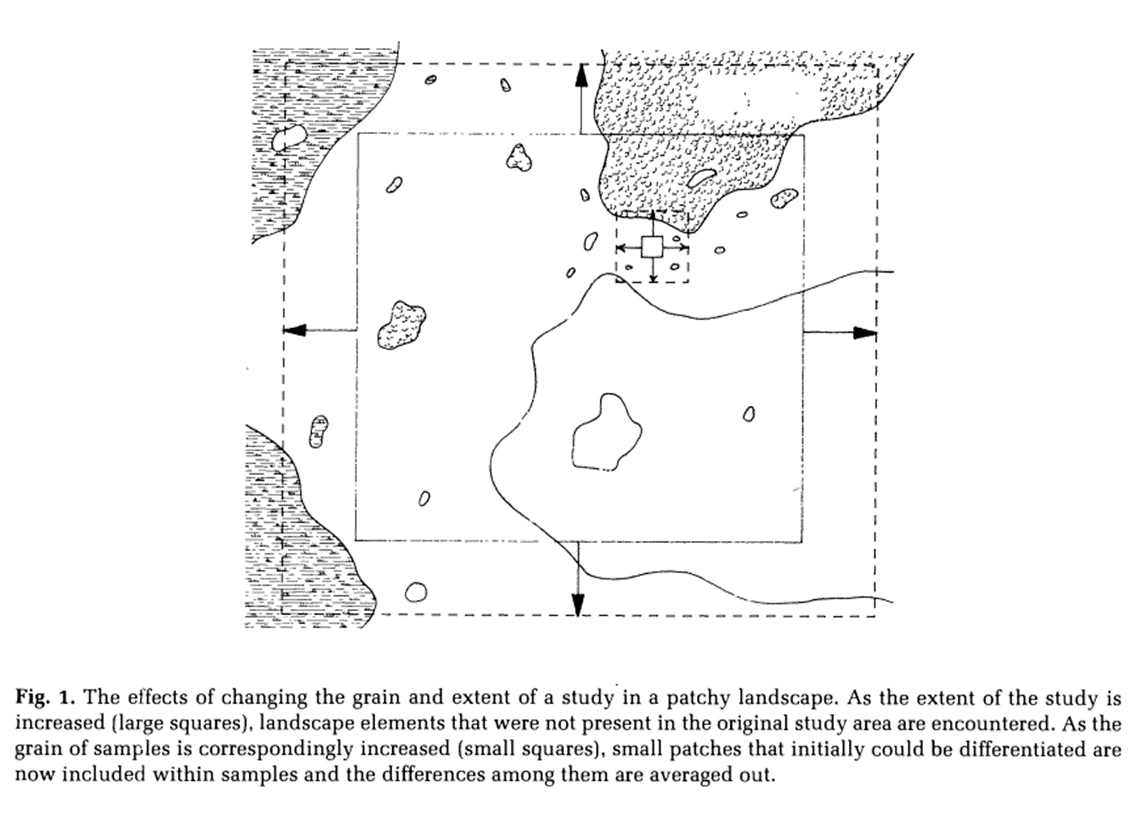 Fig. 1. The effects of changing the grain and extent of a study in a patchy landscape. As the extent of the study is
increased (large squares), landscape elements that were not present in the original study area are encountered. As the
grain of samples is correspondingly increased (small squares), small patches that initially could be differentiated are
now included within samples and the differences among them are averaged out.